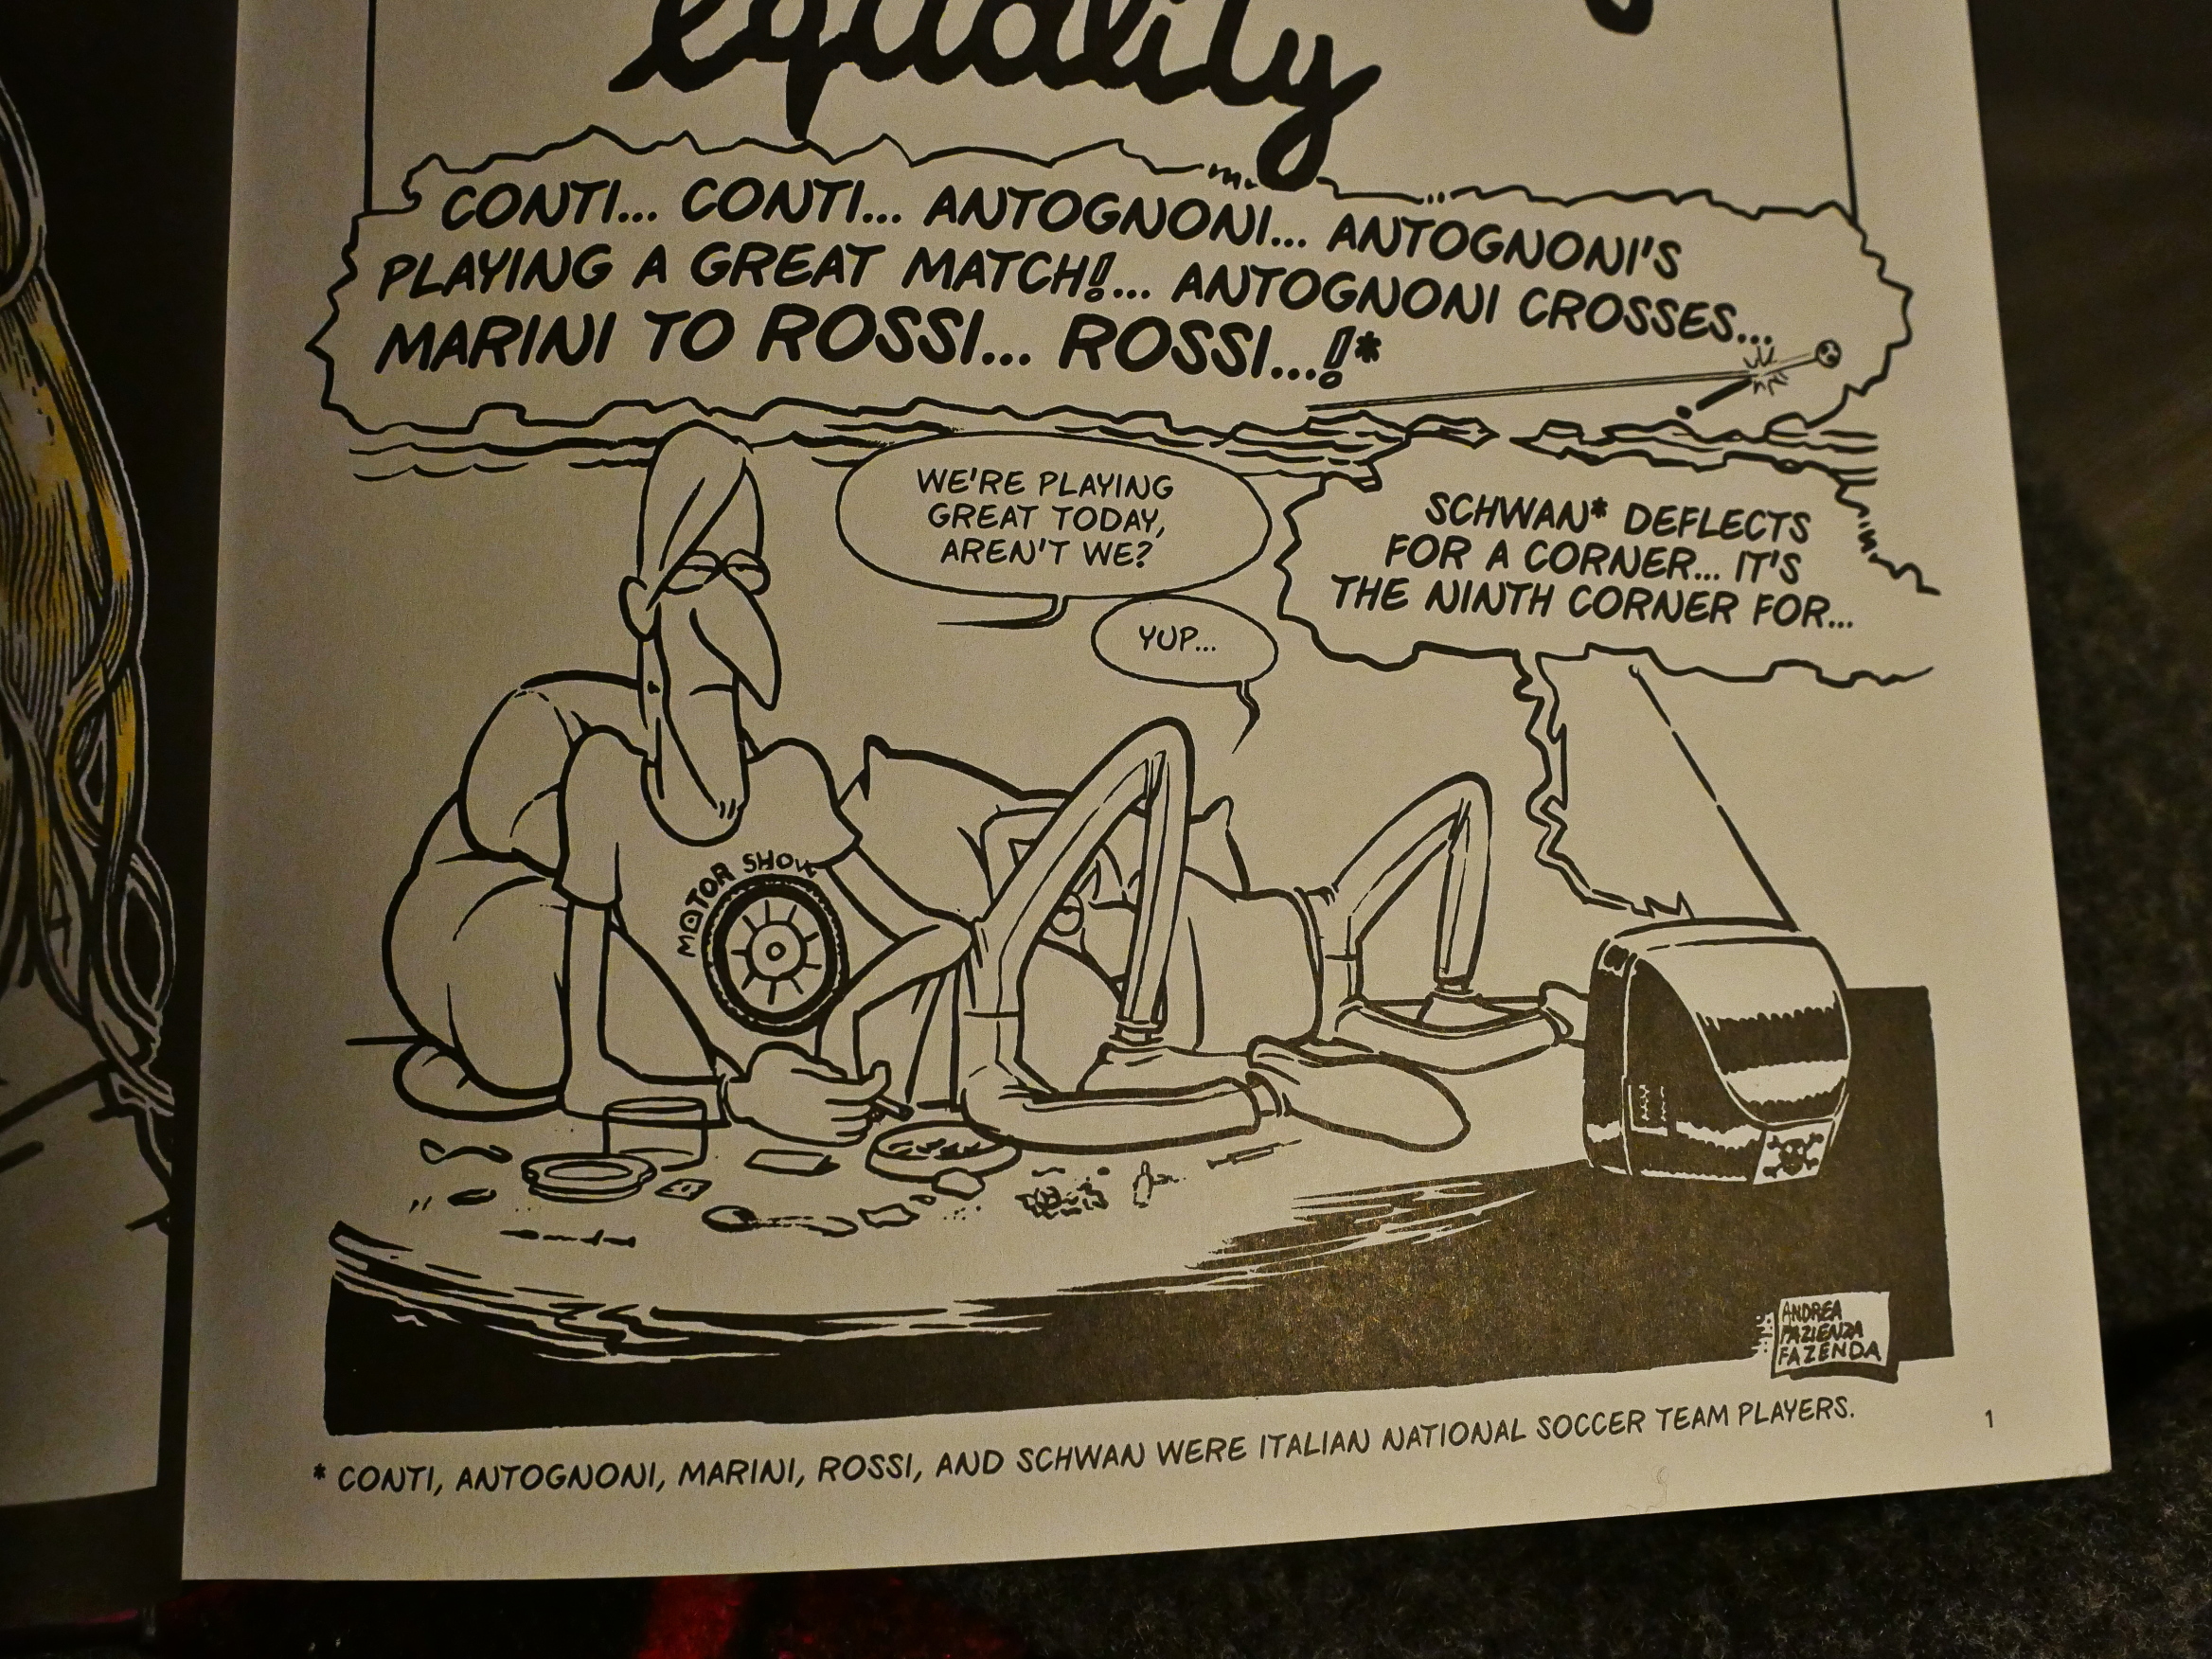 equality
CONTI... CONTI... ANTOGNONI... ANTOGNONI'S
PLAYING A GREAT MATCH!... ANTOGNONI CROSSES...
MARINI TO ROSSI... ROSSI...!*
WE'RE PLAYING
GREAT TODAY,
AREN'T WE?
YUP...
SCHWAN* DEFLECTS
FOR A CORNER... IT'S
THE NINTH CORNER FOR...
MOTOR SHOW
ANDREA
PAZIENZA
FAZENDA
* CONTI, ANTOGNONI, MARINI, ROSSI, AND SCHWAN WERE ITALIAN NATIONAL SOCCER TEAM PLAYERS.
1